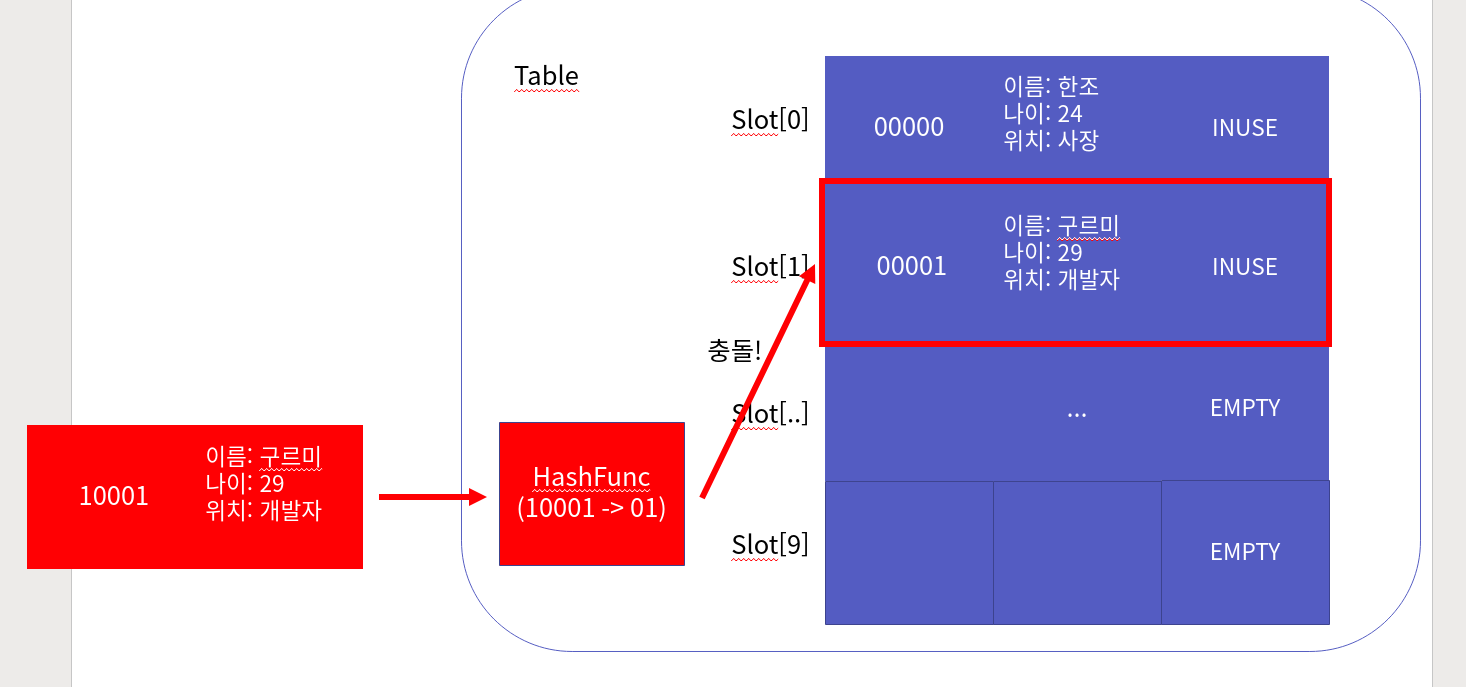 Table
Slot[0]
00000
이름: 한조
나이: 24
위치: 사장
INUSE
Slot[1]
00001
이름: 구르미
나이: 29
위치: 개발자
INUSE
충돌!
Slot[..]
...
EMPTY
10001
이름: 구르미
나이: 29
위치: 개발자
HashFunc
(10001 -> 01)
Slot[9]
EMPTY